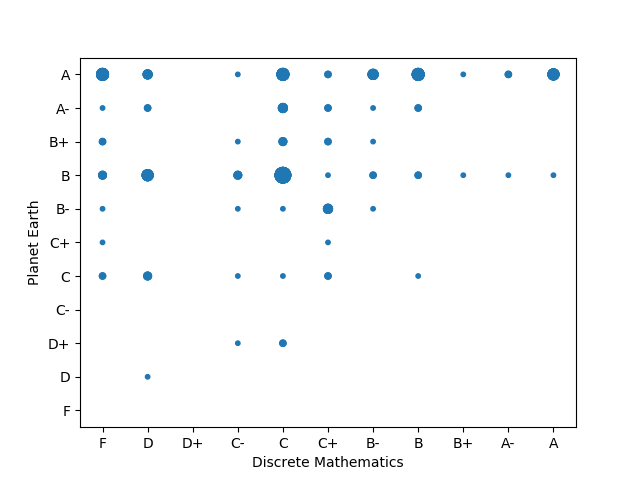 A
A-
B+
B
B-
C+
C
C-
D+
D
F
Planet Earth
F D D+ C- C C+ B- B B+ A- A
Discrete Mathematics